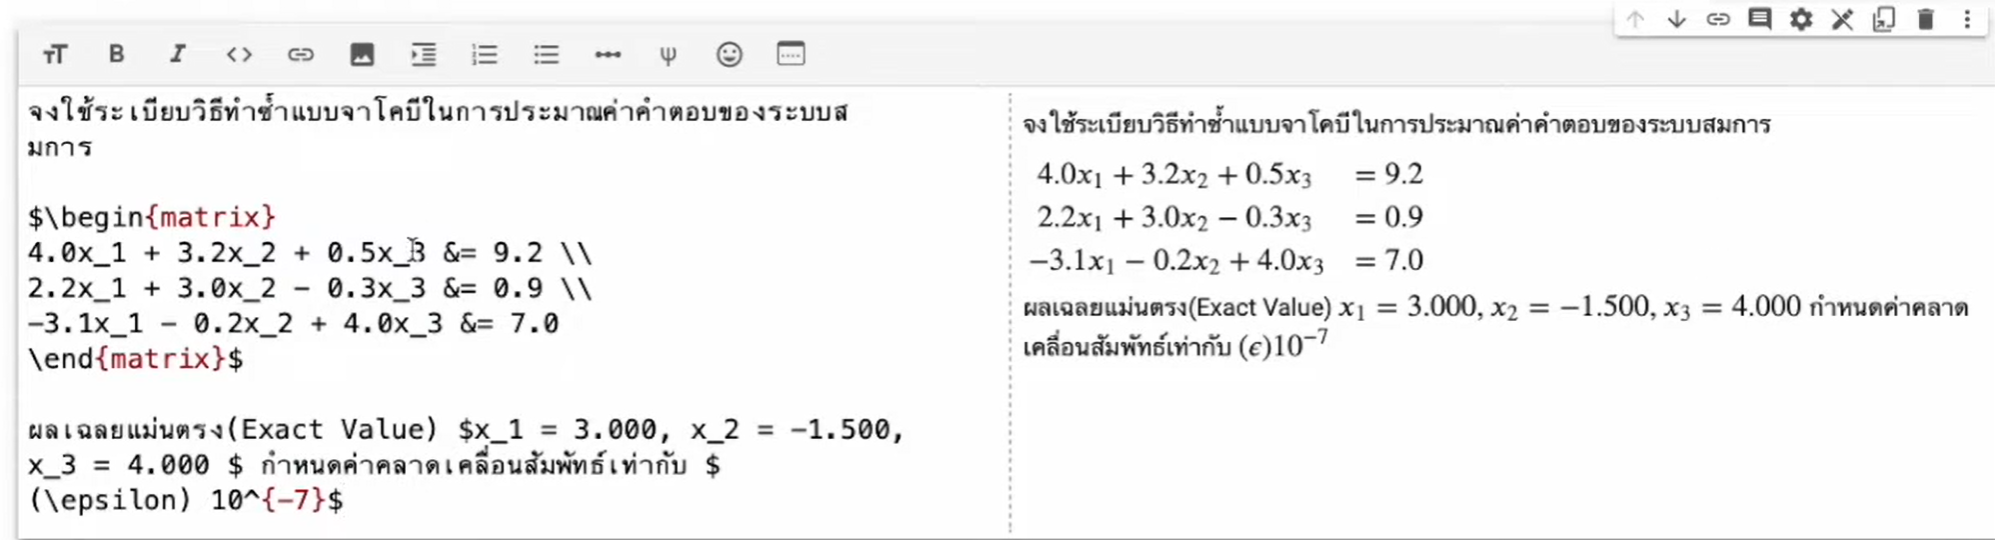 จงใช้ระเบียบวิธีทำซ้ำแบบจาโคบีในการประมาณค่าคำตอบของระบบส
มการ
$\begin{matrix}
4.0x_1 + 3.2x_2 + 0.5x_3 &= 9.2 \\
2.2x_1 + 3.0x_2 - 0.3x_3 &= 0.9 \\
-3.1x_1 - 0.2x_2 + 4.0x_3 &= 7.0
\end{matrix}$
ผลเฉลยแม่นตรง(Exact Value) $x_1 = 3.000, x_2 = -1.500,
x_3 = 4.000 $ กำหนดค่าคลาดเคลื่อนสัมพัทธ์เท่ากับ $
(\epsilon) 10^{-7}$
จงใช้ระเบียบวิธีทำซ้ำแบบจาโคบีในการประมาณค่าคำตอบของระบบสมการ
4.0x₁ + 3.2x₂ + 0.5x₃ = 9.2
2.2x₁ + 3.0x₂ − 0.3x₃ = 0.9
−3.1x₁ − 0.2x₂ + 4.0x₃ = 7.0
ผลเฉลยแม่นตรง(Exact Value) x₁ = 3.000, x₂ = −1.500, x₃ = 4.000 กำหนดค่าคลาด
เคลื่อนสัมพัทธ์เท่ากับ (ϵ)10⁻⁷